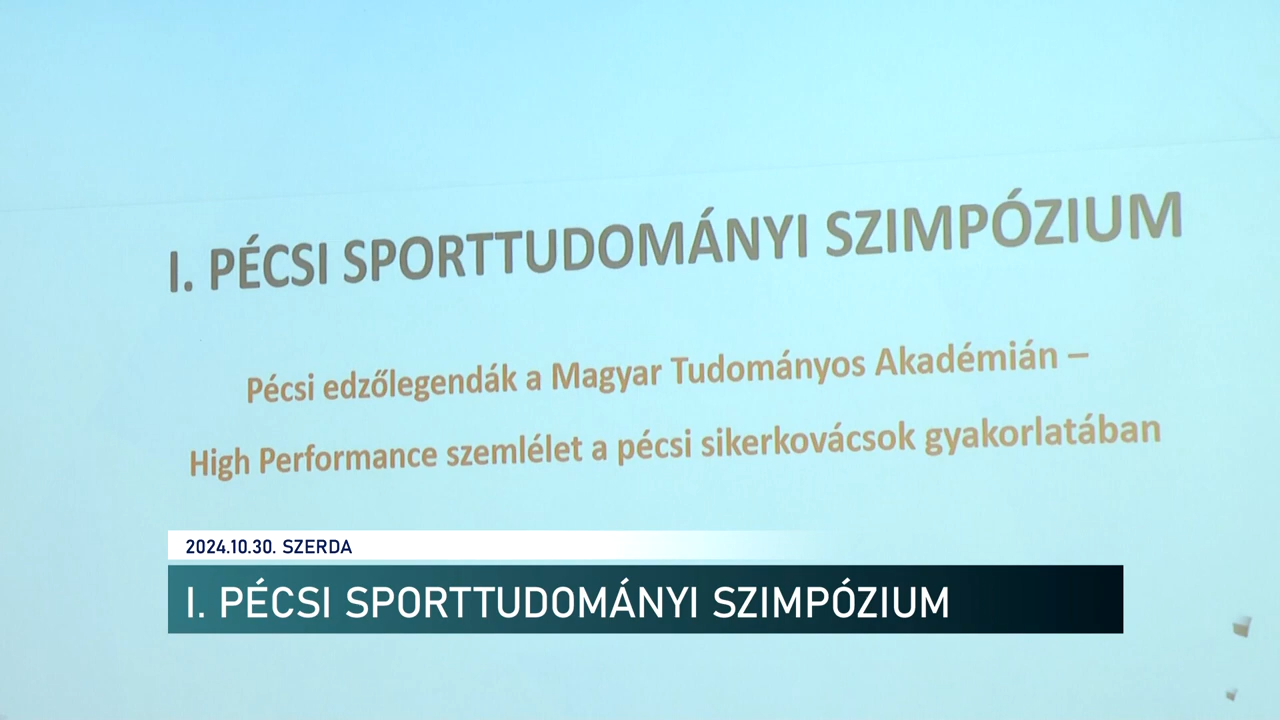 I. PÉCSI SPORTTUDOMÁNYI SZIMPÓZIUM
Pécsi edzőlegendák a Magyar Tudományos Akadémián –
High Performance szemlélet a pécsi sikerkovácsok gyakorlatában
2024.10.30. SZERDA
I. PÉCSI SPORTTUDOMÁNYI SZIMPÓZIUM